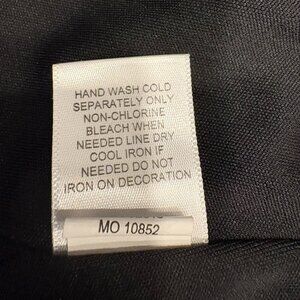 HAND WASH COLD
SEPARATELY ONLY
NON-CHLORINE
BLEACH WHEN
NEEDED LINE DRY
COOL IRON IF
NEEDED DO NOT
IRON ON DECORATION
MO 10852